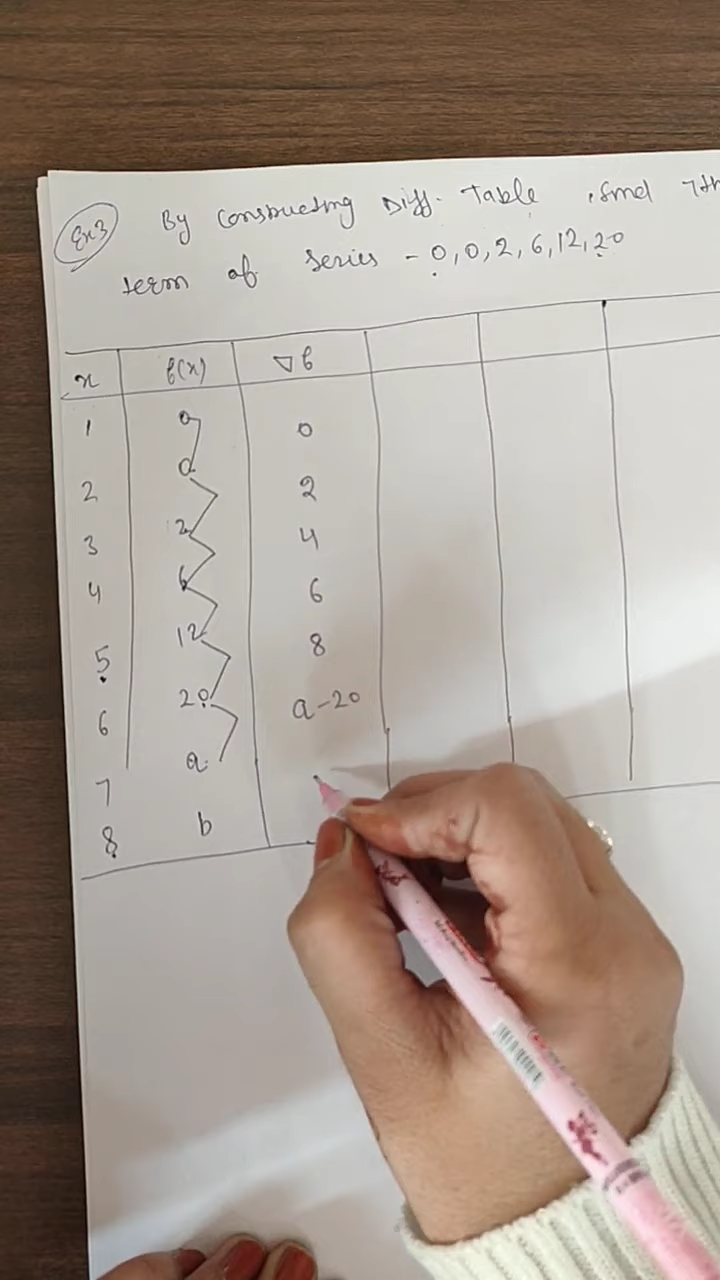 Ex3 By Constructing Diff. Table, find 7th
term of series - 0, 0, 2, 6, 12, 20
x f(x) ∇f
1 0 0
2 0 2
3 2 4
4 6 6
5 12 8
6 20 a-20
7 a
8 b